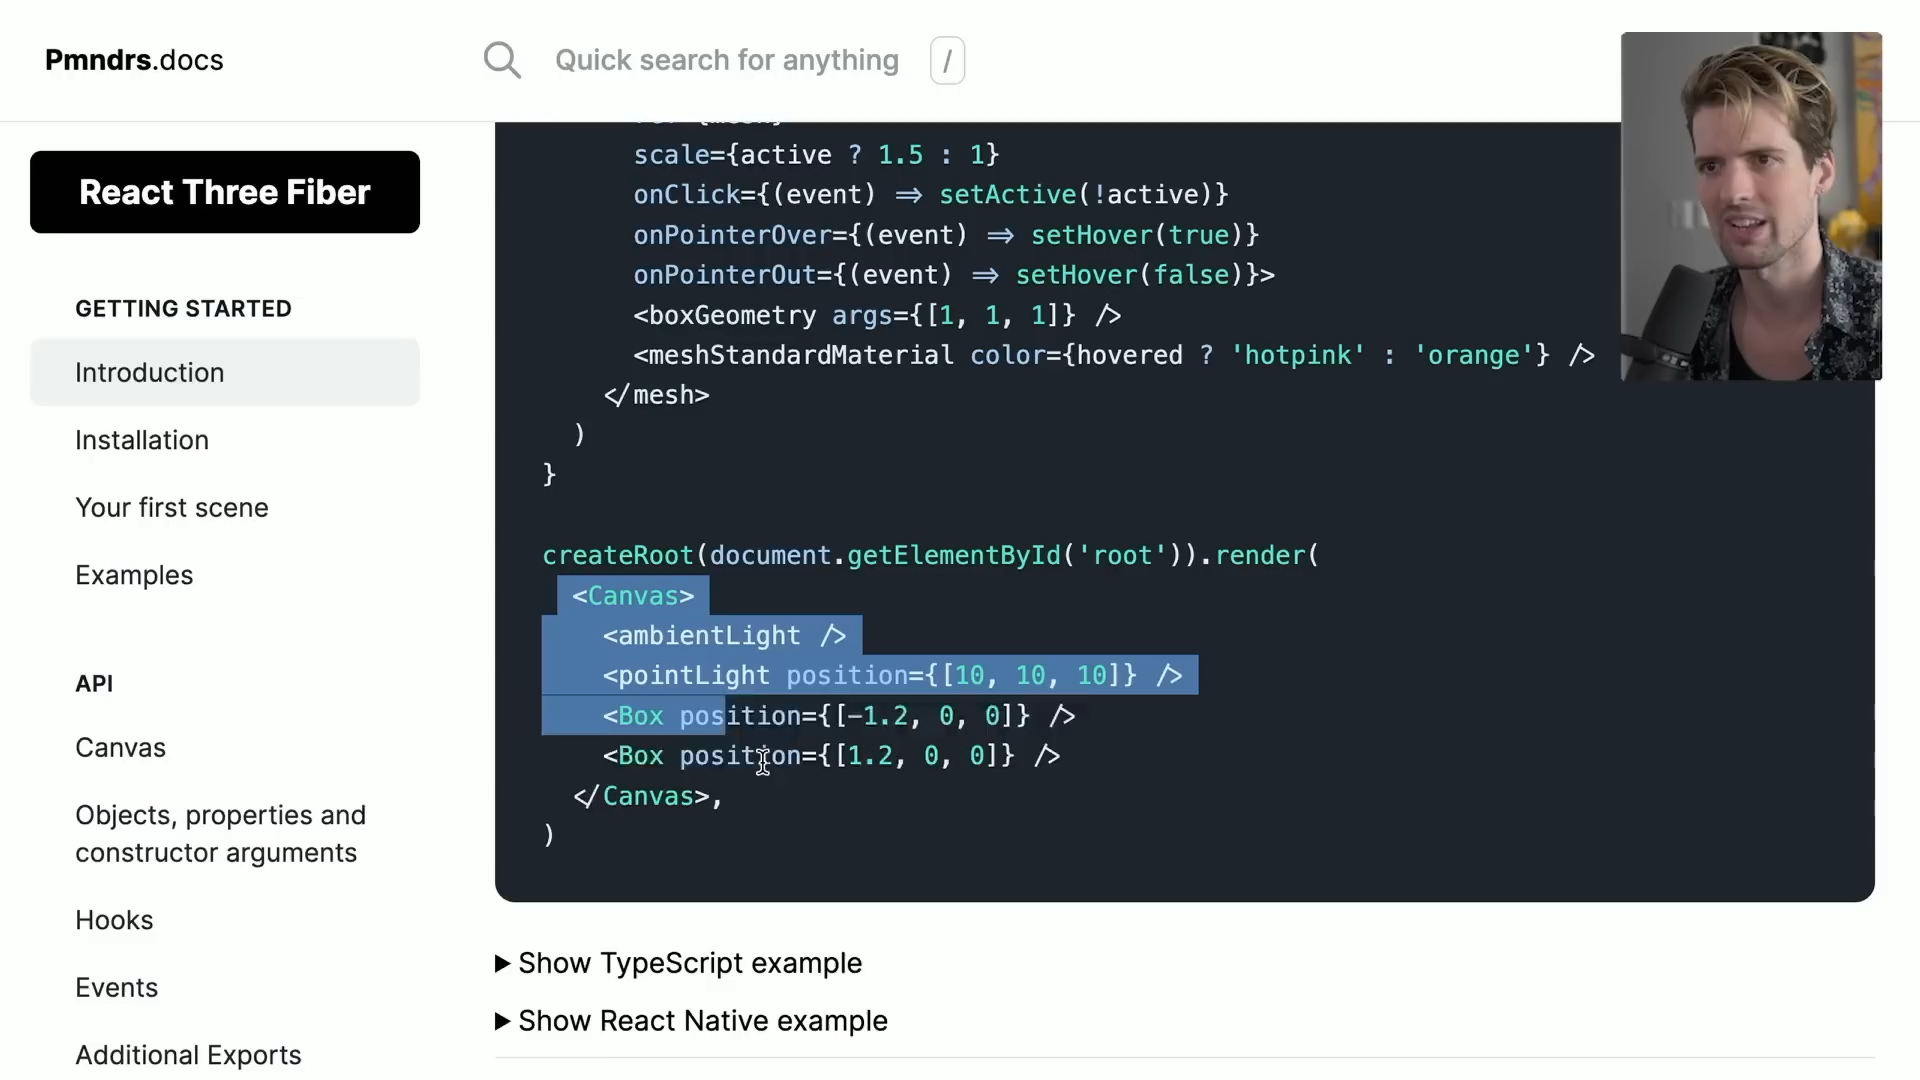 Pmndrs.docs
Quick search for anything
/
React Three Fiber
GETTING STARTED
Introduction
Installation
Your first scene
Examples
API
Canvas
Objects, properties and
constructor arguments
Hooks
Events
Additional Exports
scale={active ? 1.5 : 1}
onClick={(event) => setActive(!active)}
onPointerOver={(event) => setHover(true)}
onPointerOut={(event) => setHover(false)}>
<boxGeometry args={[1, 1, 1]} />
<meshStandardMaterial color={hovered ? 'hotpink' : 'orange'} />
</mesh>
)
}
createRoot(document.getElementById('root')).render(
<Canvas>
<ambientLight />
<pointLight position={[10, 10, 10]} />
<Box position={[-1.2, 0, 0]} />
<Box position={[1.2, 0, 0]} />
</Canvas>,
)
Show TypeScript example
Show React Native example